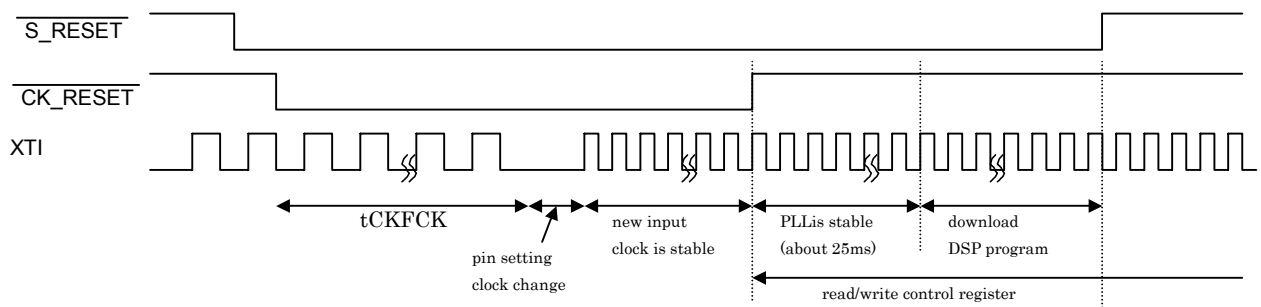 S_RESET
CK_RESET
XTI
tCKFCK
pin setting
clock change
new input
clock is stable
PLLis stable
(about 25ms)
download
DSP program
read/write control register